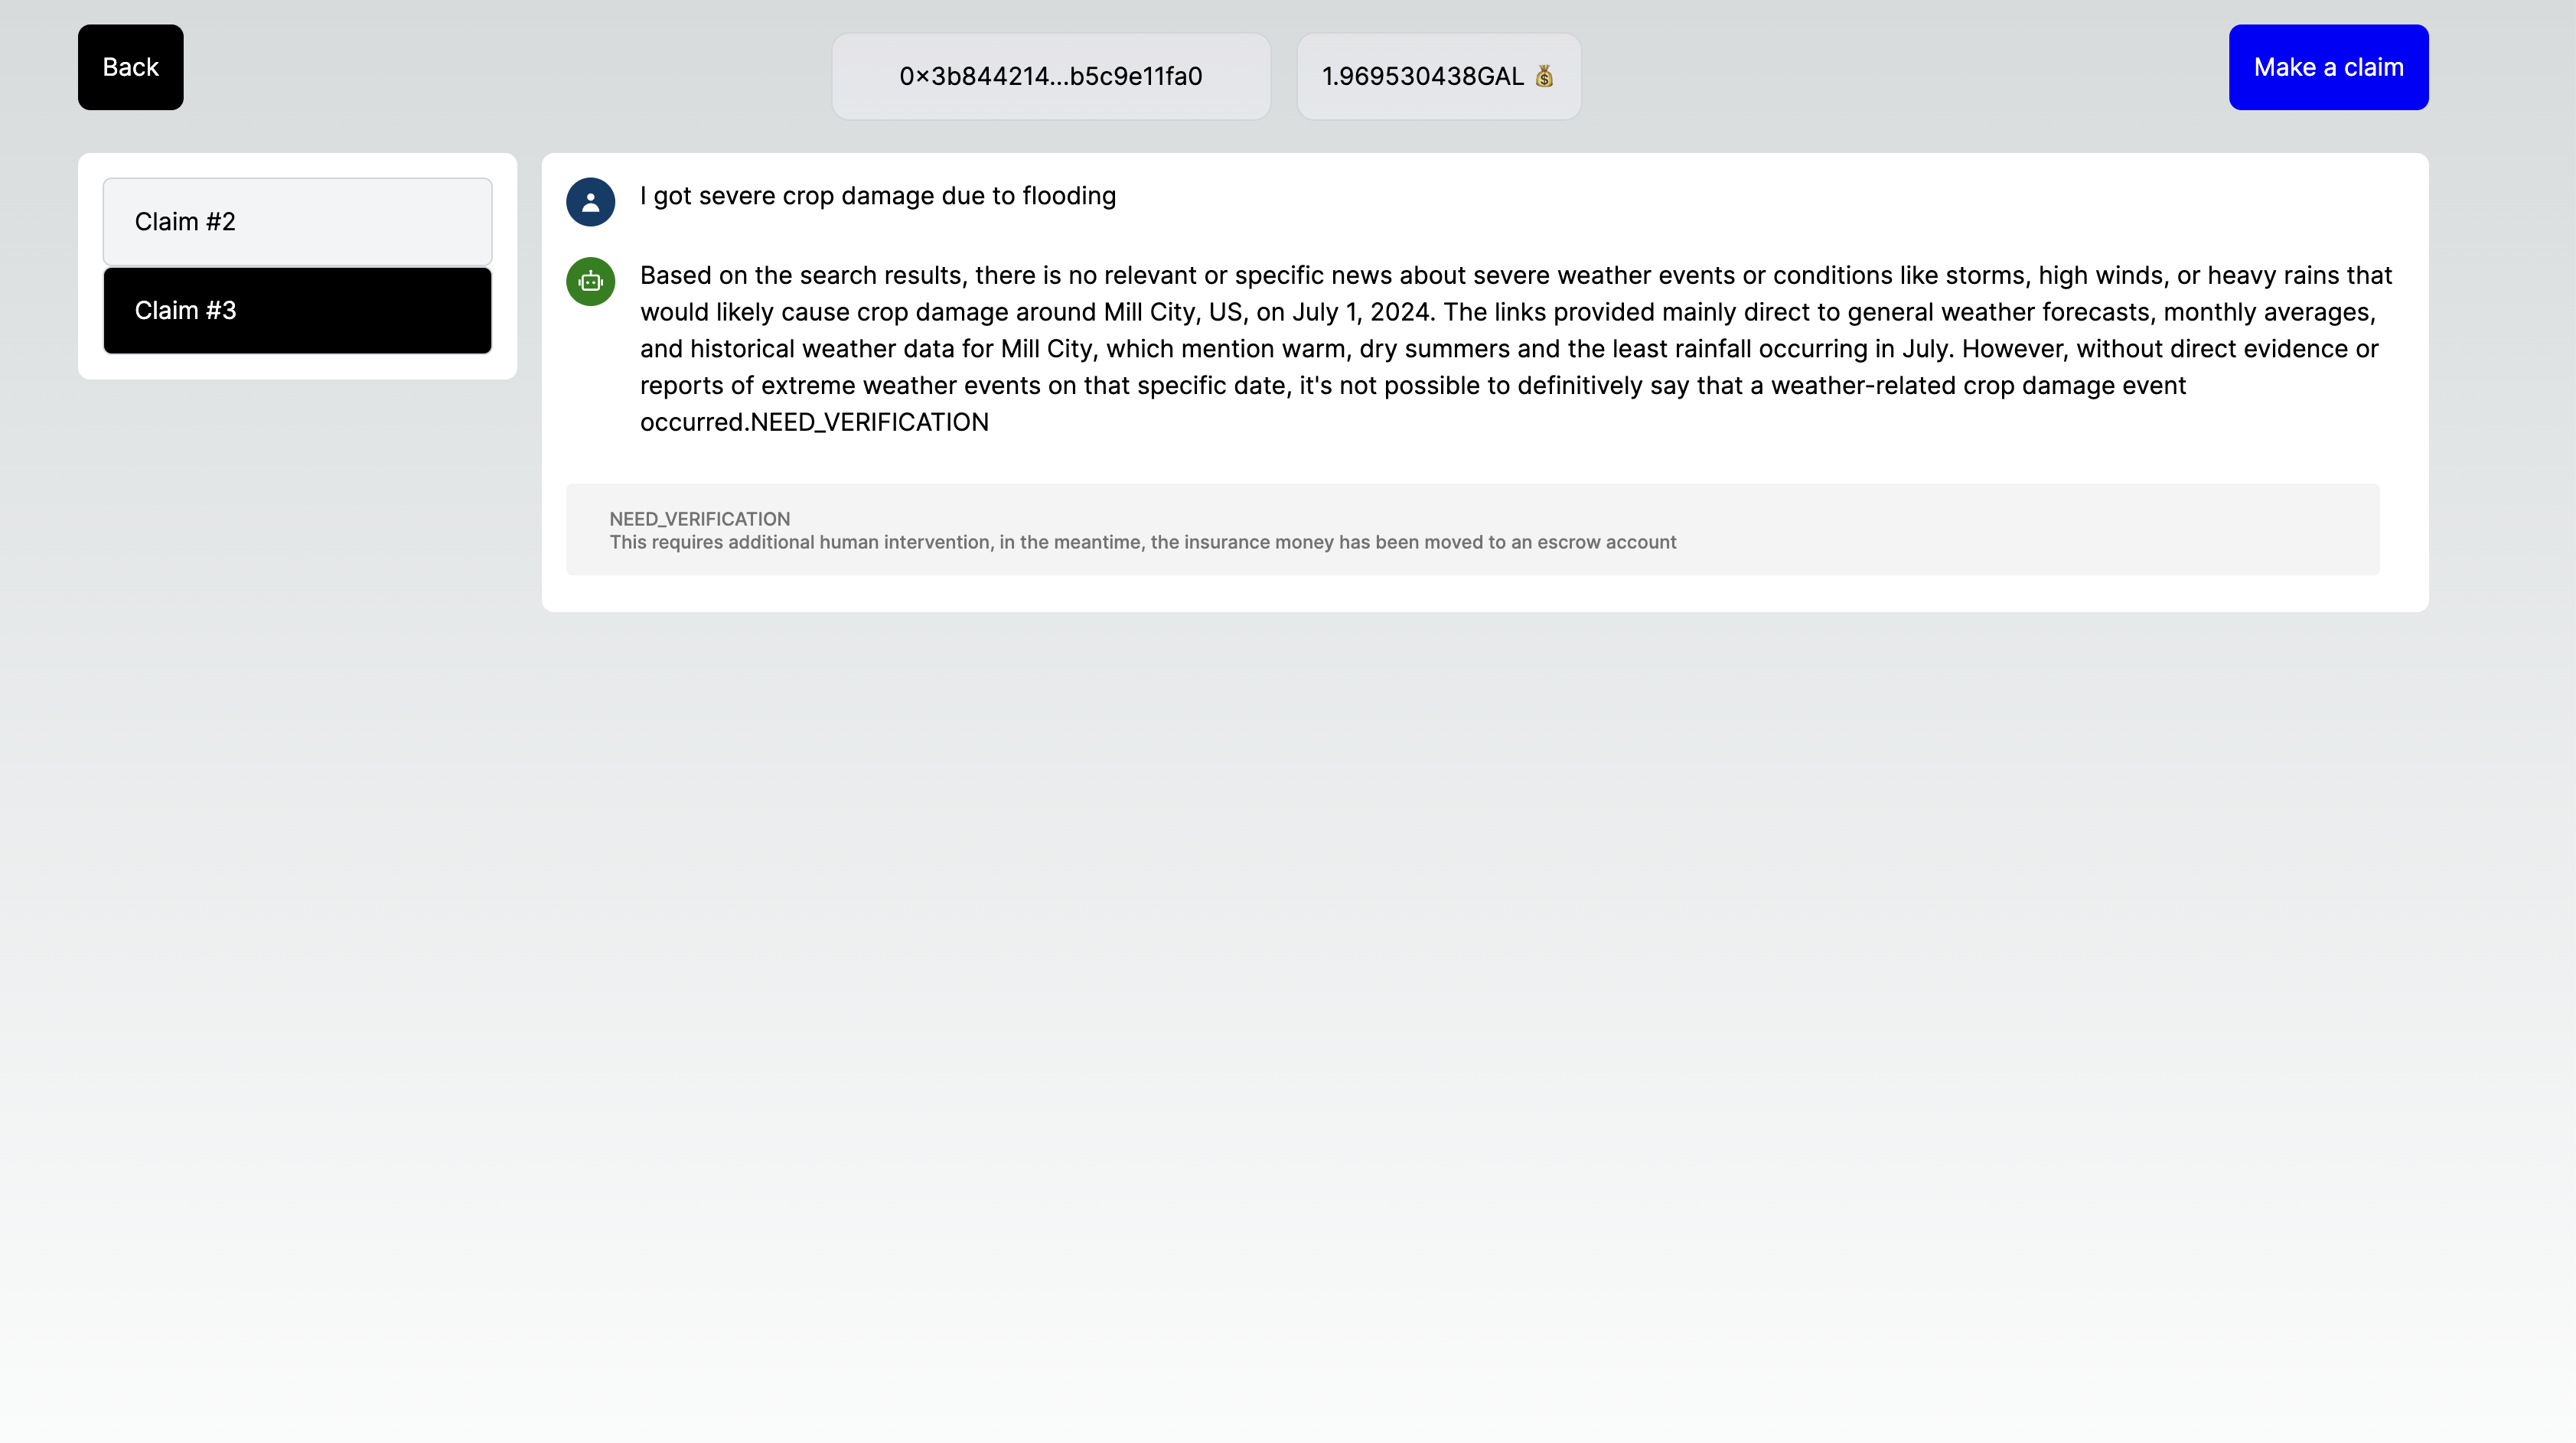 Back
0×3b844214...b5c9e11fa0
1.969530438GAL 💰
Make a claim
Claim #2
Claim #3
I got severe crop damage due to flooding
Based on the search results, there is no relevant or specific news about severe weather events or conditions like storms, high winds, or heavy rains that
would likely cause crop damage around Mill City, US, on July 1, 2024. The links provided mainly direct to general weather forecasts, monthly averages,
and historical weather data for Mill City, which mention warm, dry summers and the least rainfall occurring in July. However, without direct evidence or
reports of extreme weather events on that specific date, it's not possible to definitively say that a weather-related crop damage event
occurred.NEED_VERIFICATION
NEED_VERIFICATION
This requires additional human intervention, in the meantime, the insurance money has been moved to an escrow account